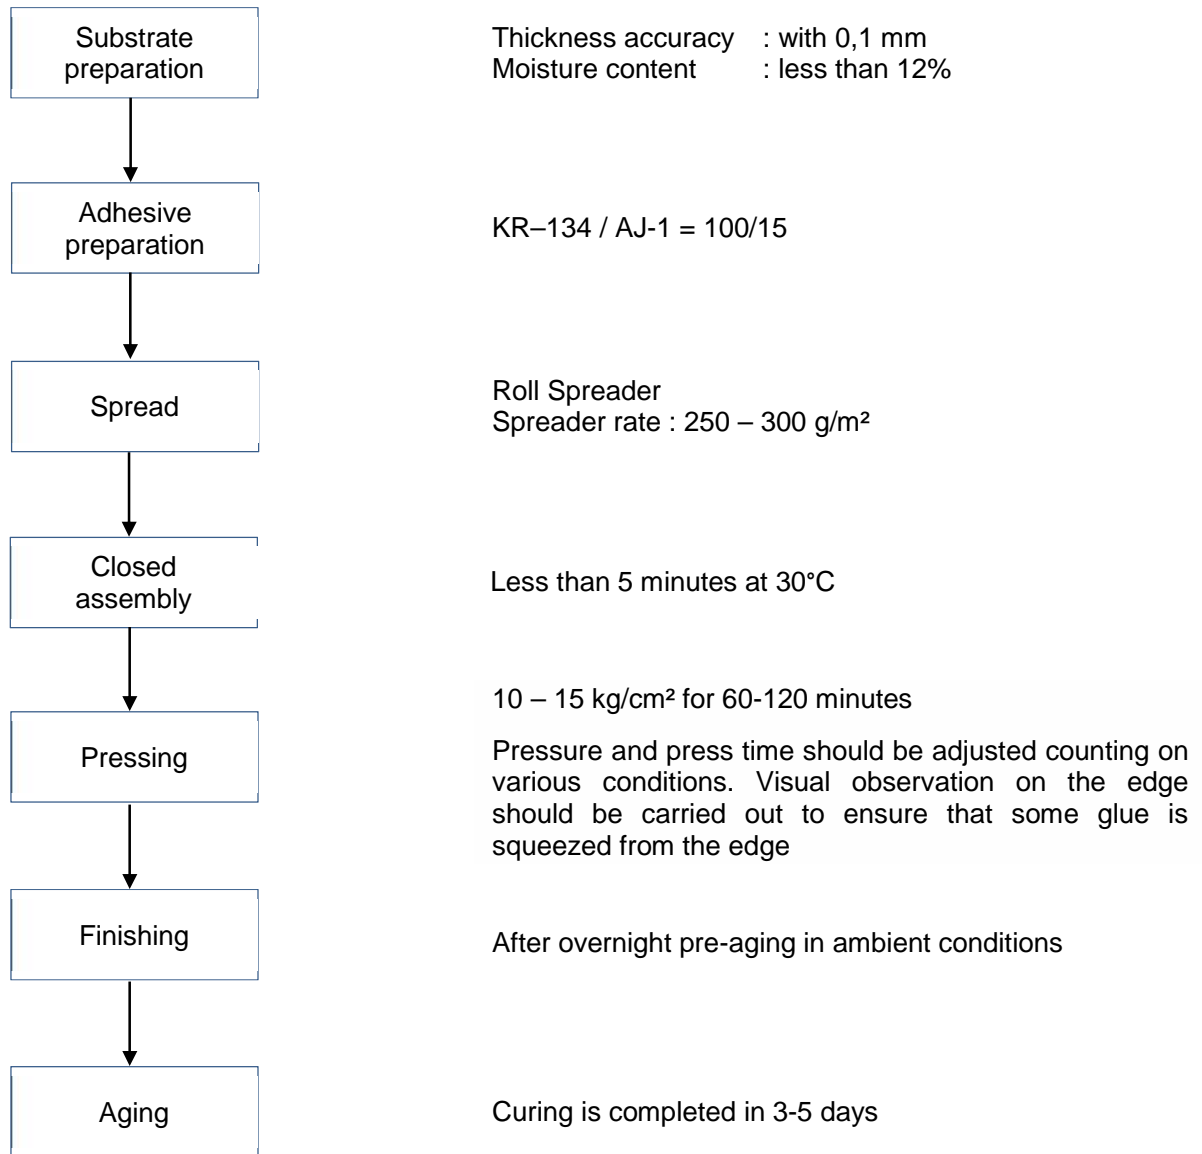 Substrate
preparation
Thickness accuracy : with 0,1 mm
Moisture content : less than 12%
Adhesive
preparation
KR–134 / AJ-1 = 100/15
Spread
Roll Spreader
Spreader rate : 250 – 300 g/m²
Closed
assembly
Less than 5 minutes at 30°C
Pressing
10 – 15 kg/cm² for 60-120 minutes
Pressure and press time should be adjusted counting on
various conditions. Visual observation on the edge
should be carried out to ensure that some glue is
squeezed from the edge
Finishing
After overnight pre-aging in ambient conditions
Aging
Curing is completed in 3-5 days